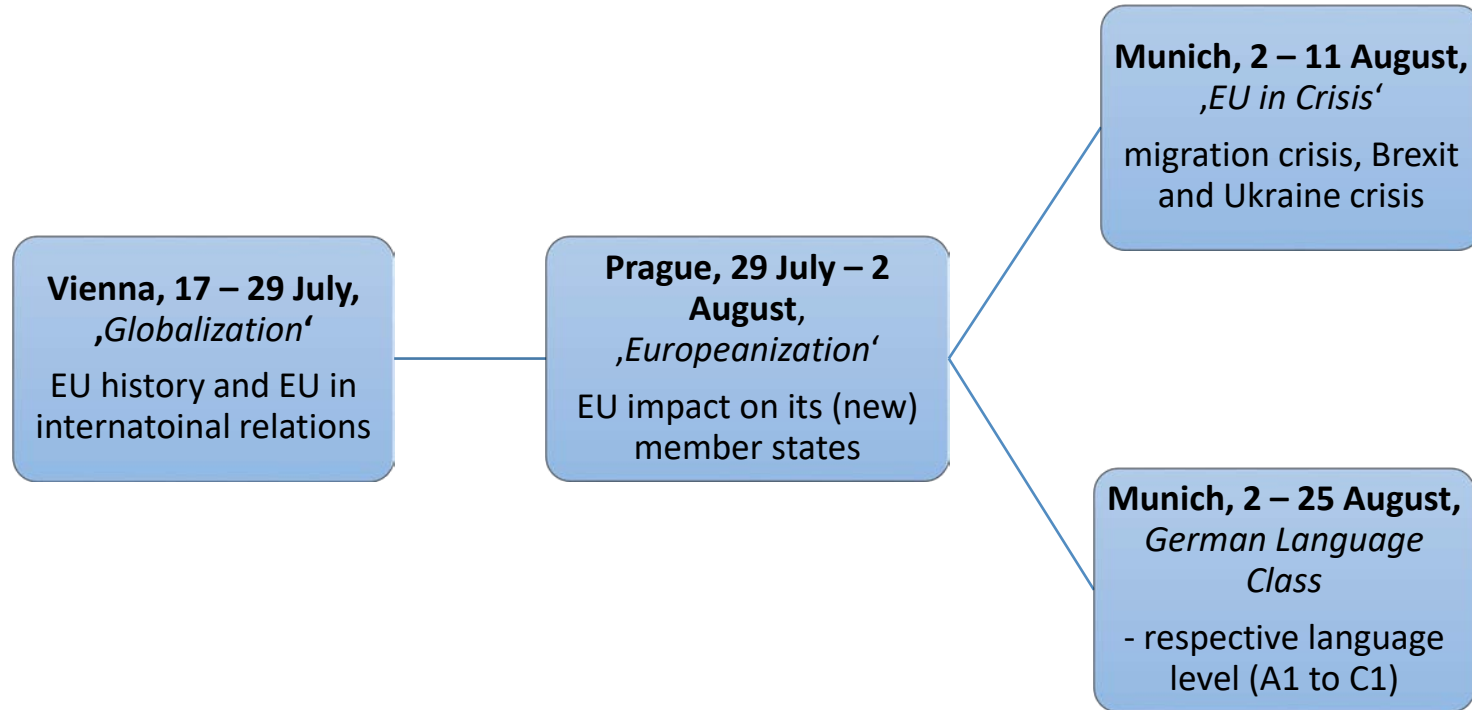 Vienna, 17 – 29 July,
‚Globalization‘
EU history and EU in
internatoinal relations
Prague, 29 July – 2
August,
‚Europeanization‘
EU impact on its (new)
member states
Munich, 2 – 11 August,
‚EU in Crisis‘
migration crisis, Brexit
and Ukraine crisis
Munich, 2 – 25 August,
German Language
Class
- respective language
level (A1 to C1)